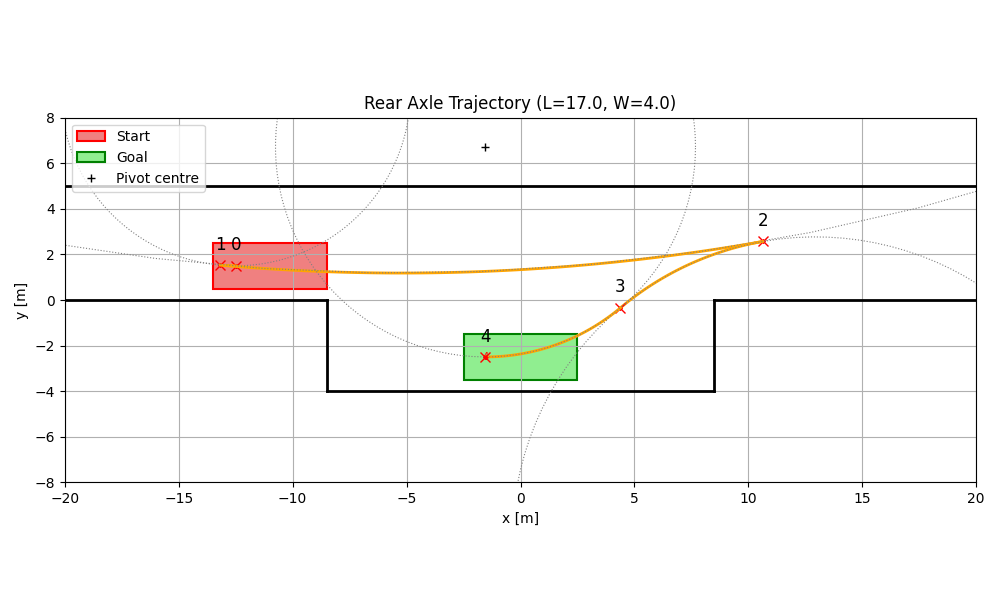 Rear Axle Trajectory (L=17.0, W=4.0)
8
6
4
2
0
−2
−4
−6
−8
y [m]
Start
Goal
Pivot centre
1 0
2
3
4
−20 −15 −10 −5 0 5 10 15 20
x [m]